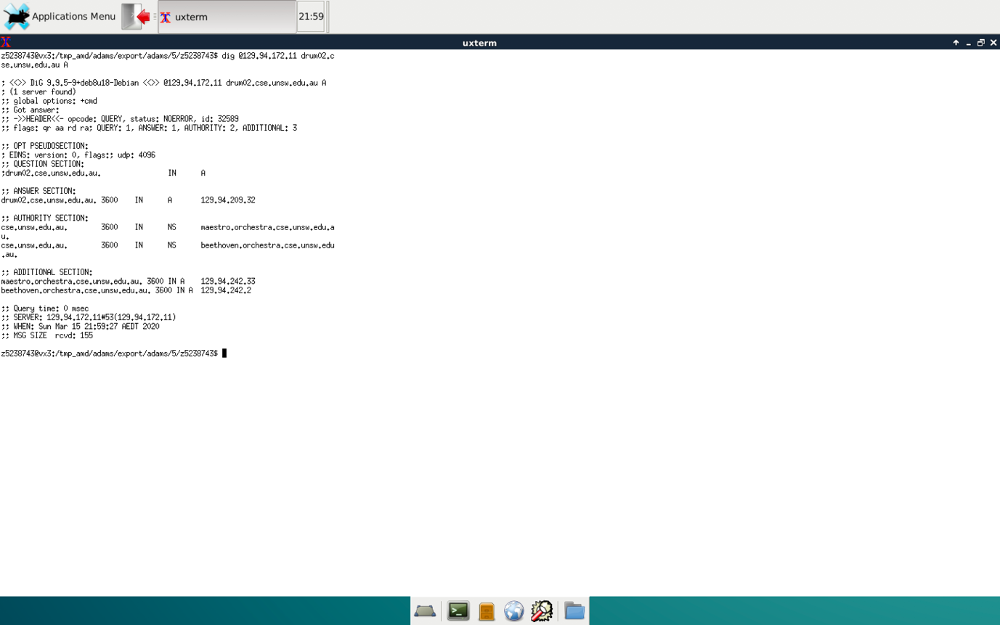 Applications Menu uxterm 21:59
uxterm
z5238743@vx3:/tmp_amd/adams/export/adams/5/z5238743$ dig @129.94.172.11 drum02.c
se.unsw.edu.au A

; <<>> DiG 9.9.5-9+deb8u18-Debian <<>> @129.94.172.11 drum02.cse.unsw.edu.au A
; (1 server found)
;; global options: +cmd
;; Got answer:
;; ->>HEADER<<- opcode: QUERY, status: NOERROR, id: 32589
;; flags: qr aa rd ra; QUERY: 1, ANSWER: 1, AUTHORITY: 2, ADDITIONAL: 3

;; OPT PSEUDOSECTION:
; EDNS: version: 0, flags:; udp: 4096
;; QUESTION SECTION:
;drum02.cse.unsw.edu.au. IN A

;; ANSWER SECTION:
drum02.cse.unsw.edu.au. 3600 IN A 129.94.209.32

;; AUTHORITY SECTION:
cse.unsw.edu.au. 3600 IN NS maestro.orchestra.cse.unsw.edu.a
u.
cse.unsw.edu.au. 3600 IN NS beethoven.orchestra.cse.unsw.edu
.au.

;; ADDITIONAL SECTION:
maestro.orchestra.cse.unsw.edu.au. 3600 IN A 129.94.242.33
beethoven.orchestra.cse.unsw.edu.au. 3600 IN A 129.94.242.2

;; Query time: 0 msec
;; SERVER: 129.94.172.11#53(129.94.172.11)
;; WHEN: Sun Mar 15 21:59:27 AEDT 2020
;; MSG SIZE rcvd: 155

z5238743@vx3:/tmp_amd/adams/export/adams/5/z5238743$